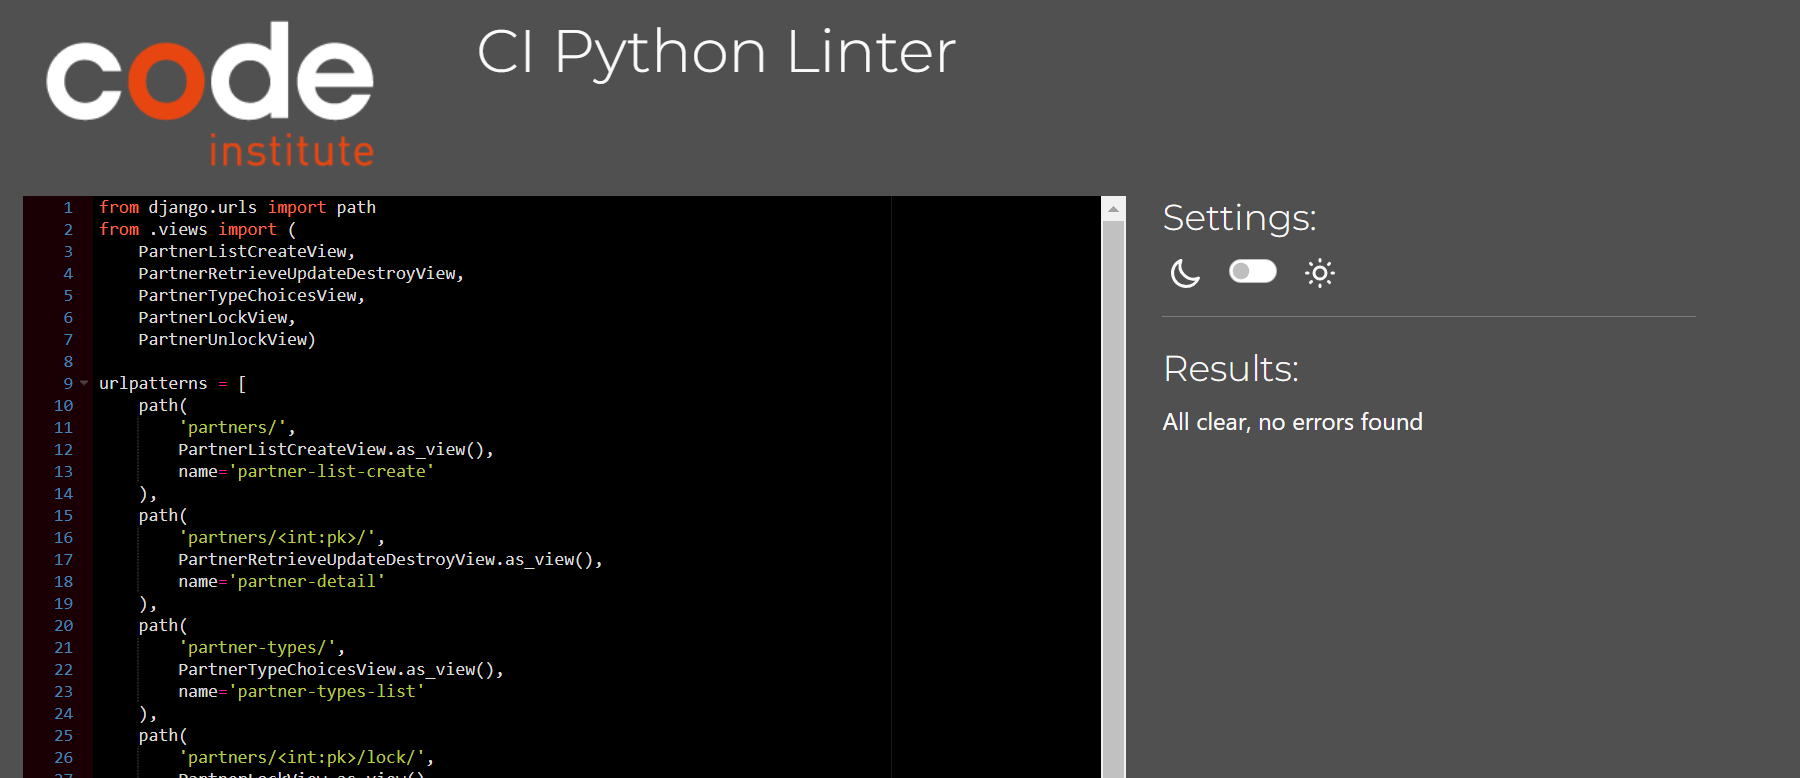 code
institute
CI Python Linter
1 from django.urls import path
2 from .views import (
3     PartnerListCreateView,
4     PartnerRetrieveUpdateDestroyView,
5     PartnerTypeChoicesView,
6     PartnerLockView,
7     PartnerUnlockView)
8
9 urlpatterns = [
10     path(
11         'partners/',
12         PartnerListCreateView.as_view(),
13         name='partner-list-create'
14     ),
15     path(
16         'partners/<int:pk>/',
17         PartnerRetrieveUpdateDestroyView.as_view(),
18         name='partner-detail'
19     ),
20     path(
21         'partner-types/',
22         PartnerTypeChoicesView.as_view(),
23         name='partner-types-list'
24     ),
25     path(
26         'partners/<int:pk>/lock/',
27         PartnerLockView.as_view(),
Settings:
Results:
All clear, no errors found